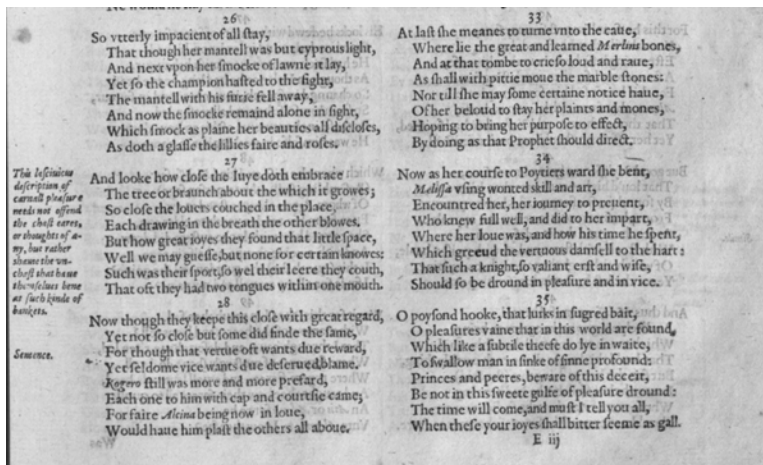 26
So vtterly impacient of all ſtay,
That though her mantell was but cyprous light,
And next vpon her ſmocke of lawne it lay,
Yet ſo the champion haſted to the fight,
The mantell with his furie fell away,
And now the ſmocke remaind alone in ſight,
Which ſmock as plaine her beauties all diſcloſes,
As doth a glaſſe the lillies faire and roſes.
27
This laſciuious
deſcription of
carnall pleaſure
needs not offend
the chaſt eares
or thoughts of a-
ny, but rather
ſhame the vn-
chaſt that haue
themſelues bene
at ſuch kinde of
bankets.
And looke how cloſe the Iuye doth embrace
The tree or braunch about the which it growes;
So cloſe the louers couched in the place,
Each drawing in the breath the other blowes.
But how great ioyes they found that little ſpace,
Well we may gueſſe, but none for certain knowes:
Such was their ſport, ſo wel their leere they couth,
That oft they had two tongues within one mouth.
28
Sentence.
Now though they keepe this cloſe with great regard,
Yet not ſo cloſe but ſome did finde the ſame,
For though that vertue oft wants due reward,
Yet ſeldome vice wants due deſerued blame.
Rogero ſtill was more and more prefard,
Each one to him with cap and courtſie came;
For faire Alcina being now in loue,
Would haue him plaſt the others all aboue.
33
At laſt ſhe meanes to turne vnto the caue,
Where lie the great and learned Merlins bones,
And at that tombe to crie ſo loud and raue,
As ſhall with pittie moue the marble ſtones:
Nor till ſhe may ſome certaine notice haue,
Of her belou'd to ſtay her plaints and mones,
Hoping to bring her purpoſe to effect,
By doing as that Prophet ſhould direct.
34
Now as her courſe to Poytiers ward ſhe bent,
Meliſſa vſing wonted skill and art,
Encountred her, her iourney to preuent,
Who knew full well, and did to her impart,
Where her loue was, and how his time he ſpent,
Which greeud the vertuous damſell to the hart:
That ſuch a knight, ſo valiant erſt and wiſe,
Should ſo be dround in pleaſure and in vice.
35
O poyſond hooke, that lurks in ſugred bait,
O pleaſures vaine that in this world are found,
Which like a ſubtile theefe do lye in waite,
To ſwallow man in ſinke of ſinne profound:
Princes and peeres, beware of this deceit,
Be not in this ſweete gulfe of pleaſure dround:
The time will come, and muſt I tell you all,
When theſe your ioyes ſhall bitter ſeeme as gall.
E iij